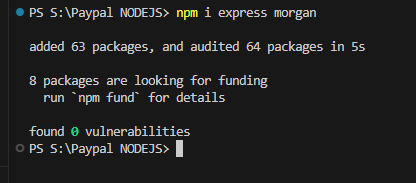 PS S:\Paypal NODEJS> npm i express morgan
added 63 packages, and audited 64 packages in 5s
8 packages are looking for funding
run `npm fund` for details
found 0 vulnerabilities
PS S:\Paypal NODEJS>